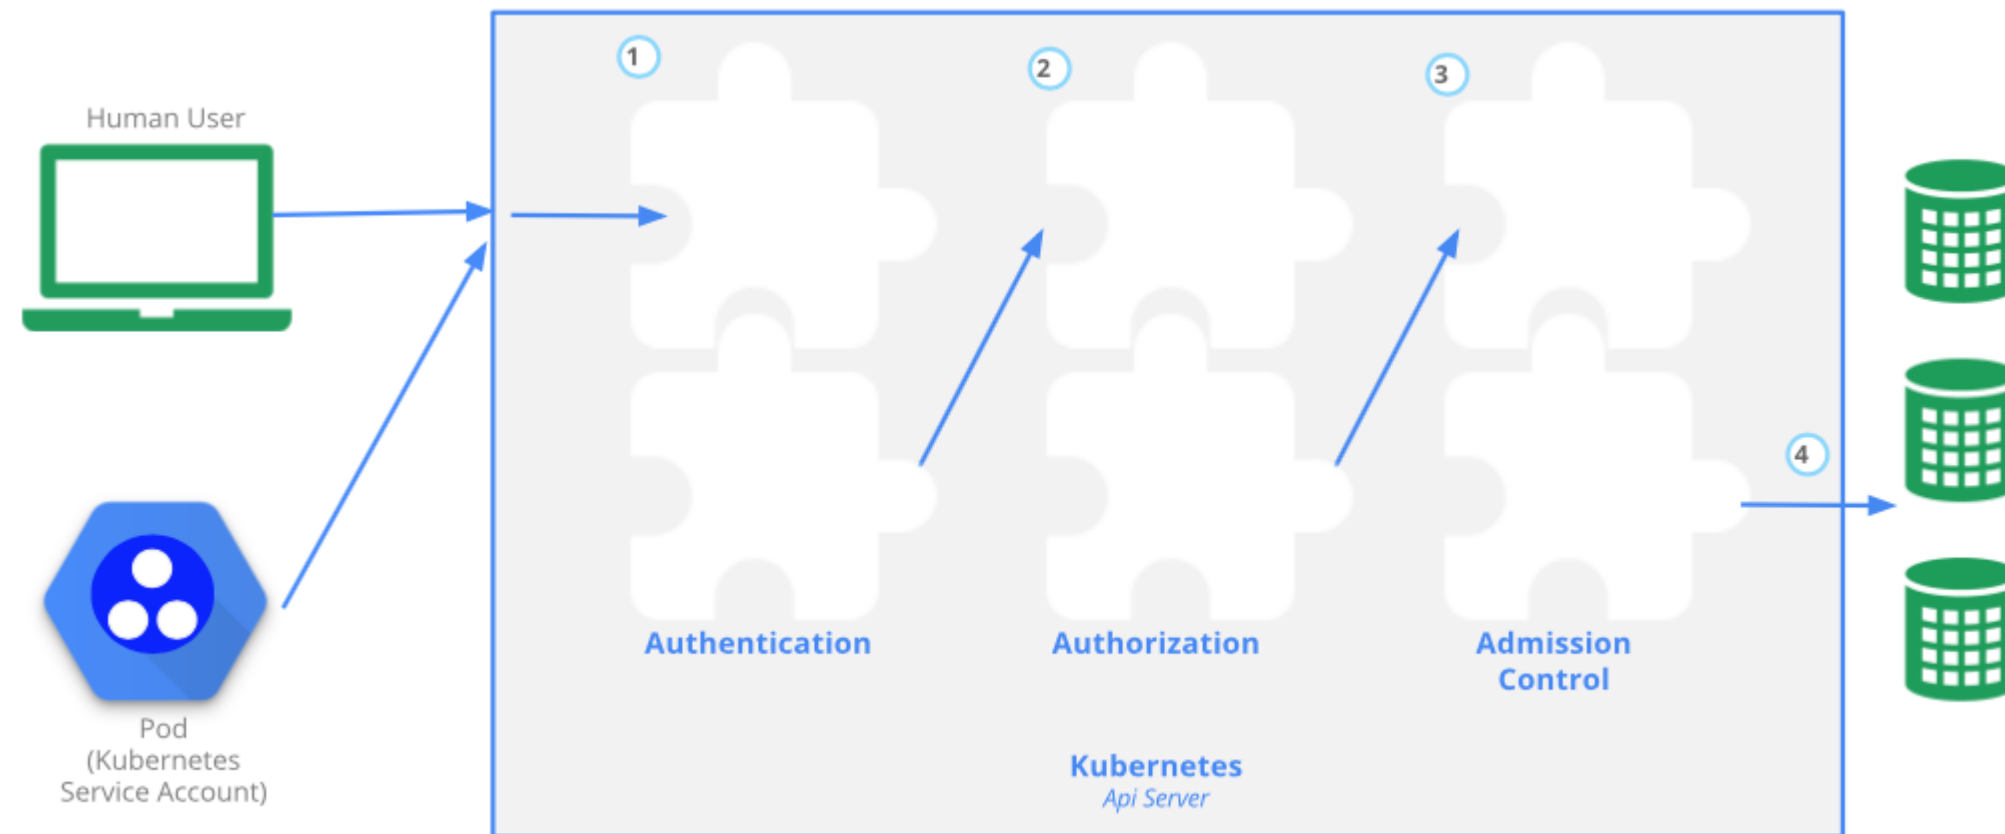 1
2
3
Human User
4
Authentication
Authorization
Admission
Control
Pod
(Kubernetes
Service Account)
Kubernetes
Api Server